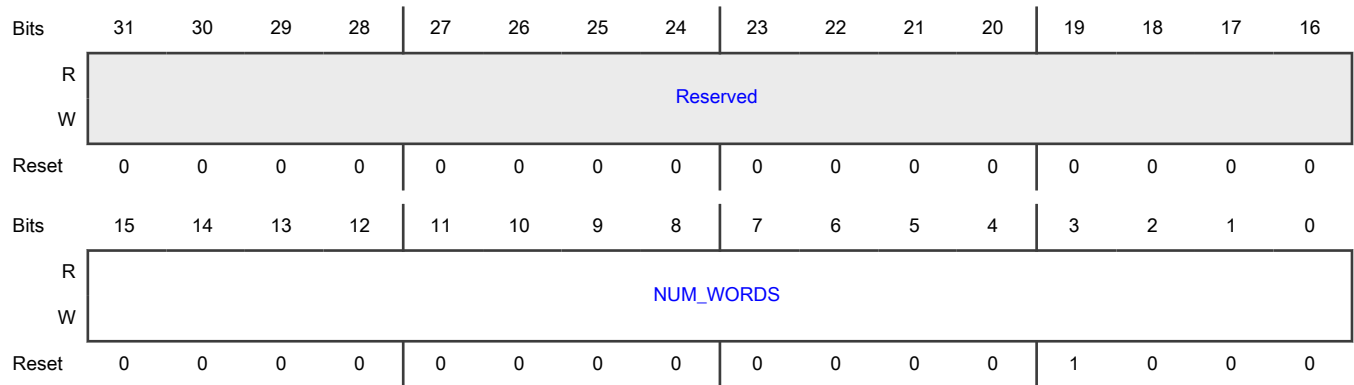 Bits 31 30 29 28 27 26 25 24 23 22 21 20 19 18 17 16
R
Reserved
W
Reset 0 0 0 0 0 0 0 0 0 0 0 0 0 0 0 0
Bits 15 14 13 12 11 10 9 8 7 6 5 4 3 2 1 0
R
NUM_WORDS
W
Reset 0 0 0 0 0 0 0 0 0 0 0 0 1 0 0 0